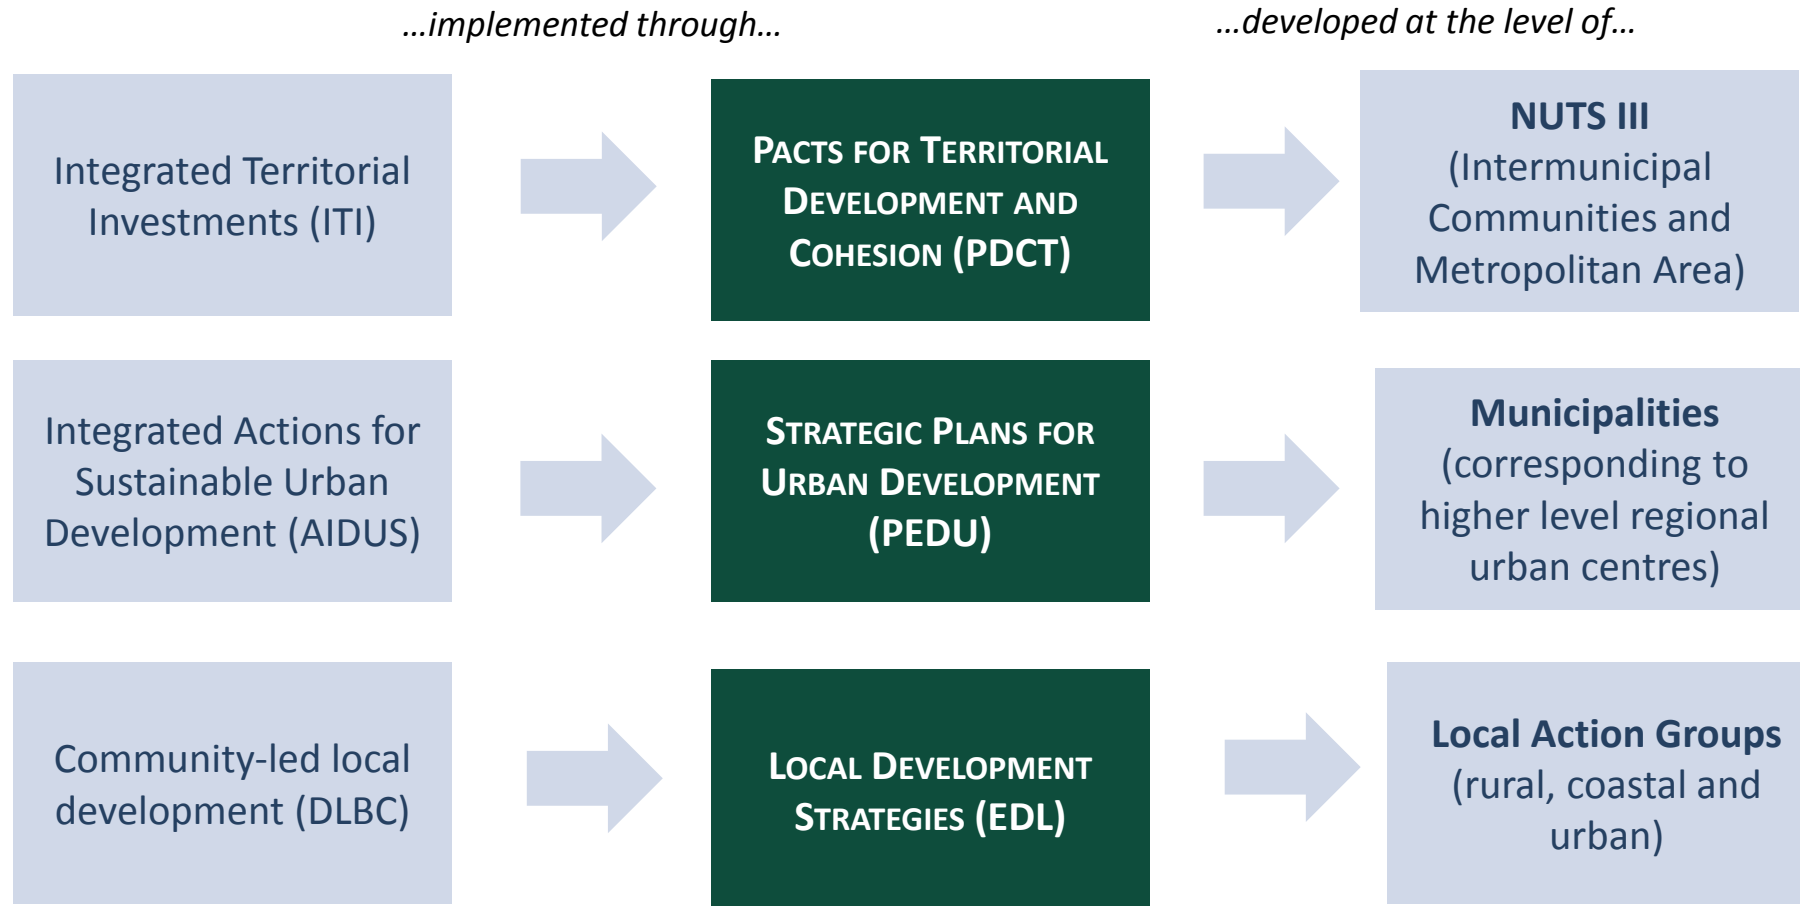 ...implemented through...
...developed at the level of...
Integrated Territorial
Investments (ITI)
PACTS FOR TERRITORIAL
DEVELOPMENT AND
COHESION (PDCT)
NUTS III
(Intermunicipal
Communities and
Metropolitan Area)
Integrated Actions for
Sustainable Urban
Development (AIDUS)
STRATEGIC PLANS FOR
URBAN DEVELOPMENT
(PEDU)
Municipalities
(corresponding to
higher level regional
urban centres)
Community-led local
development (DLBC)
LOCAL DEVELOPMENT
STRATEGIES (EDL)
Local Action Groups
(rural, coastal and
urban)